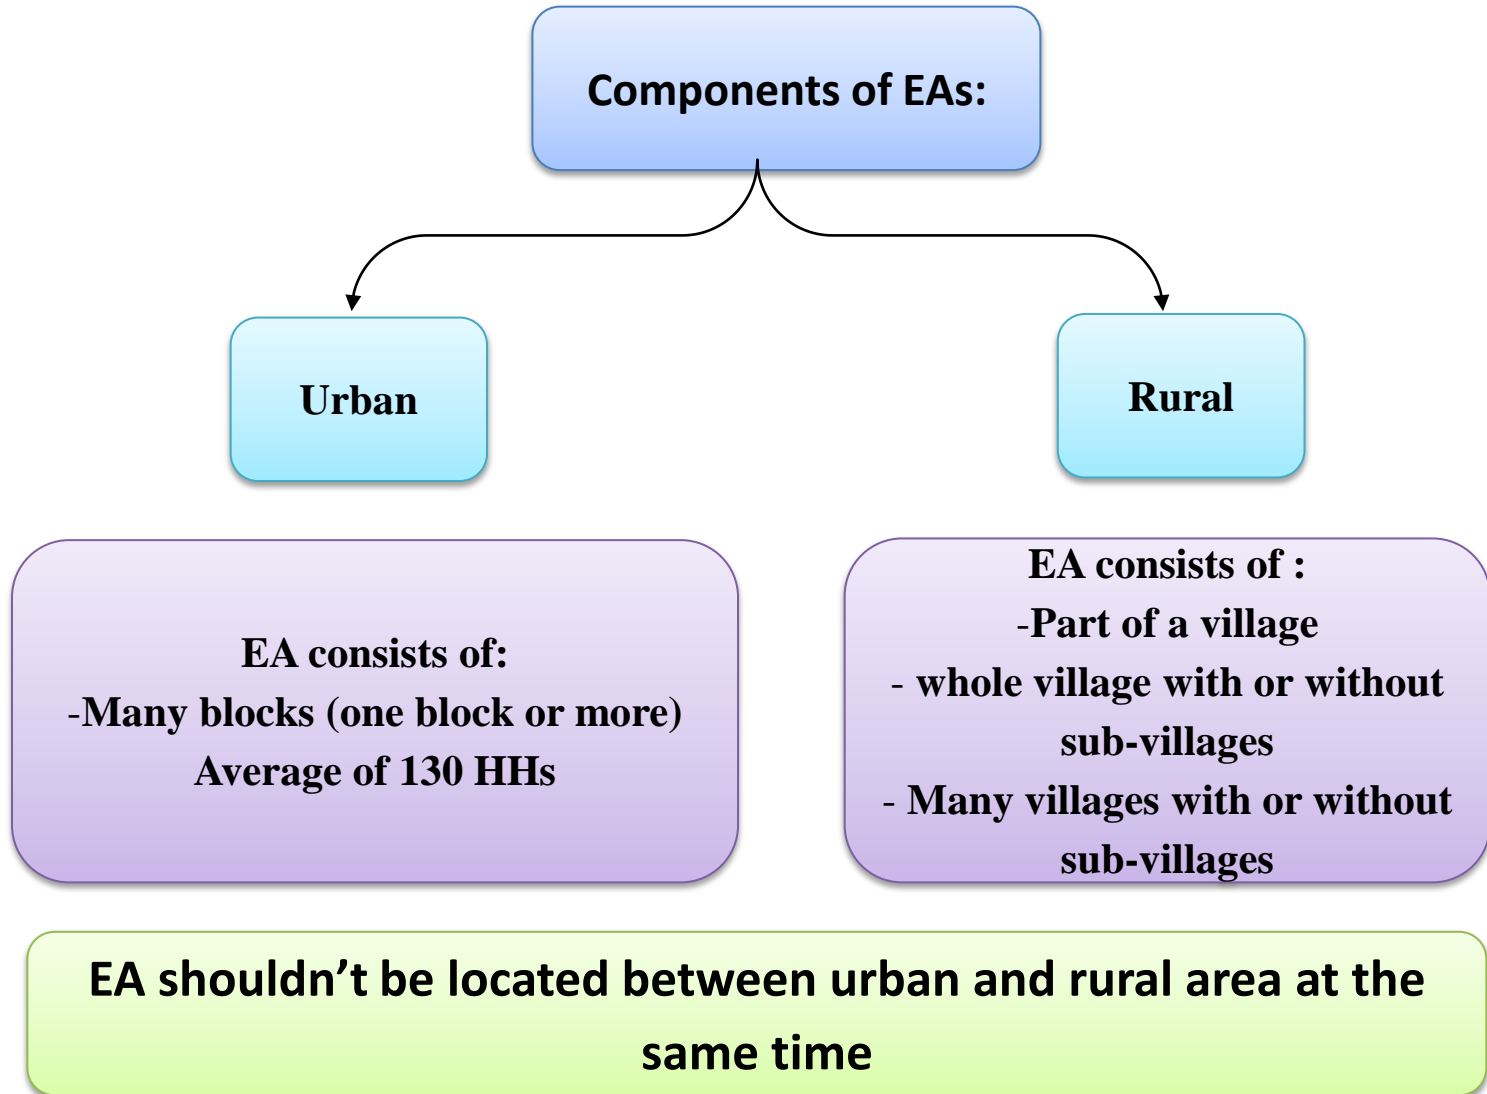 Components of EAs:
Urban
Rural
EA consists of:
-Many blocks (one block or more)
Average of 130 HHs
EA consists of :
-Part of a village
- whole village with or without
sub-villages
- Many villages with or without
sub-villages
EA shouldn’t be located between urban and rural area at the
same time